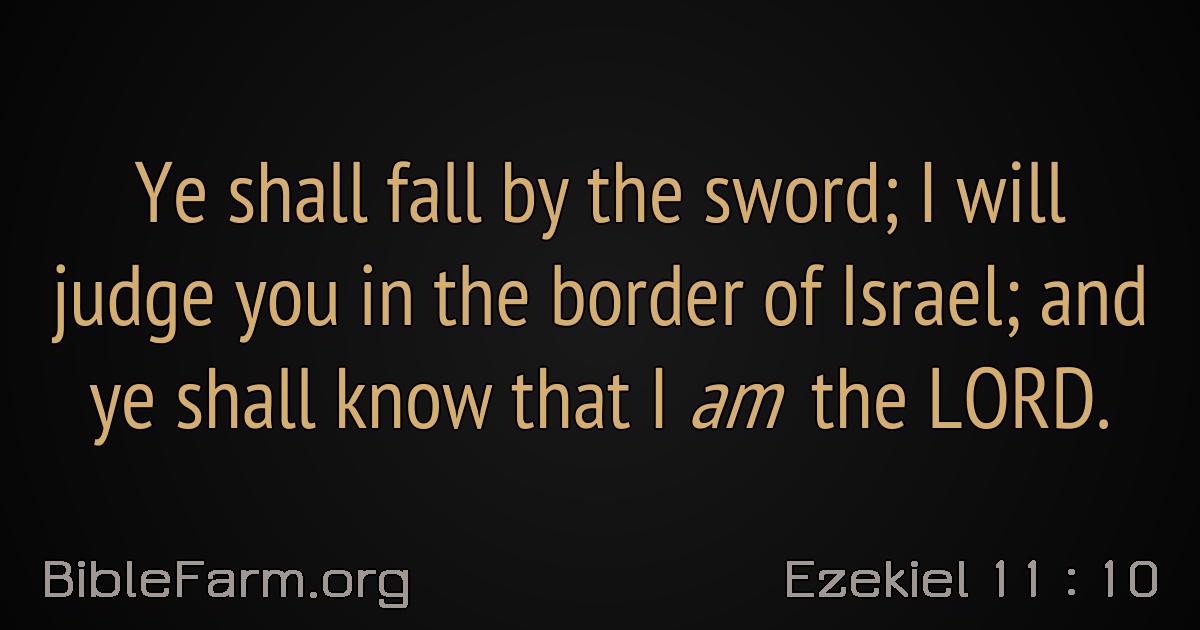 Ye shall fall by the sword; I will
judge you in the border of Israel; and
ye shall know that I am the LORD.
BibleFarm.org
Ezekiel 11 : 10